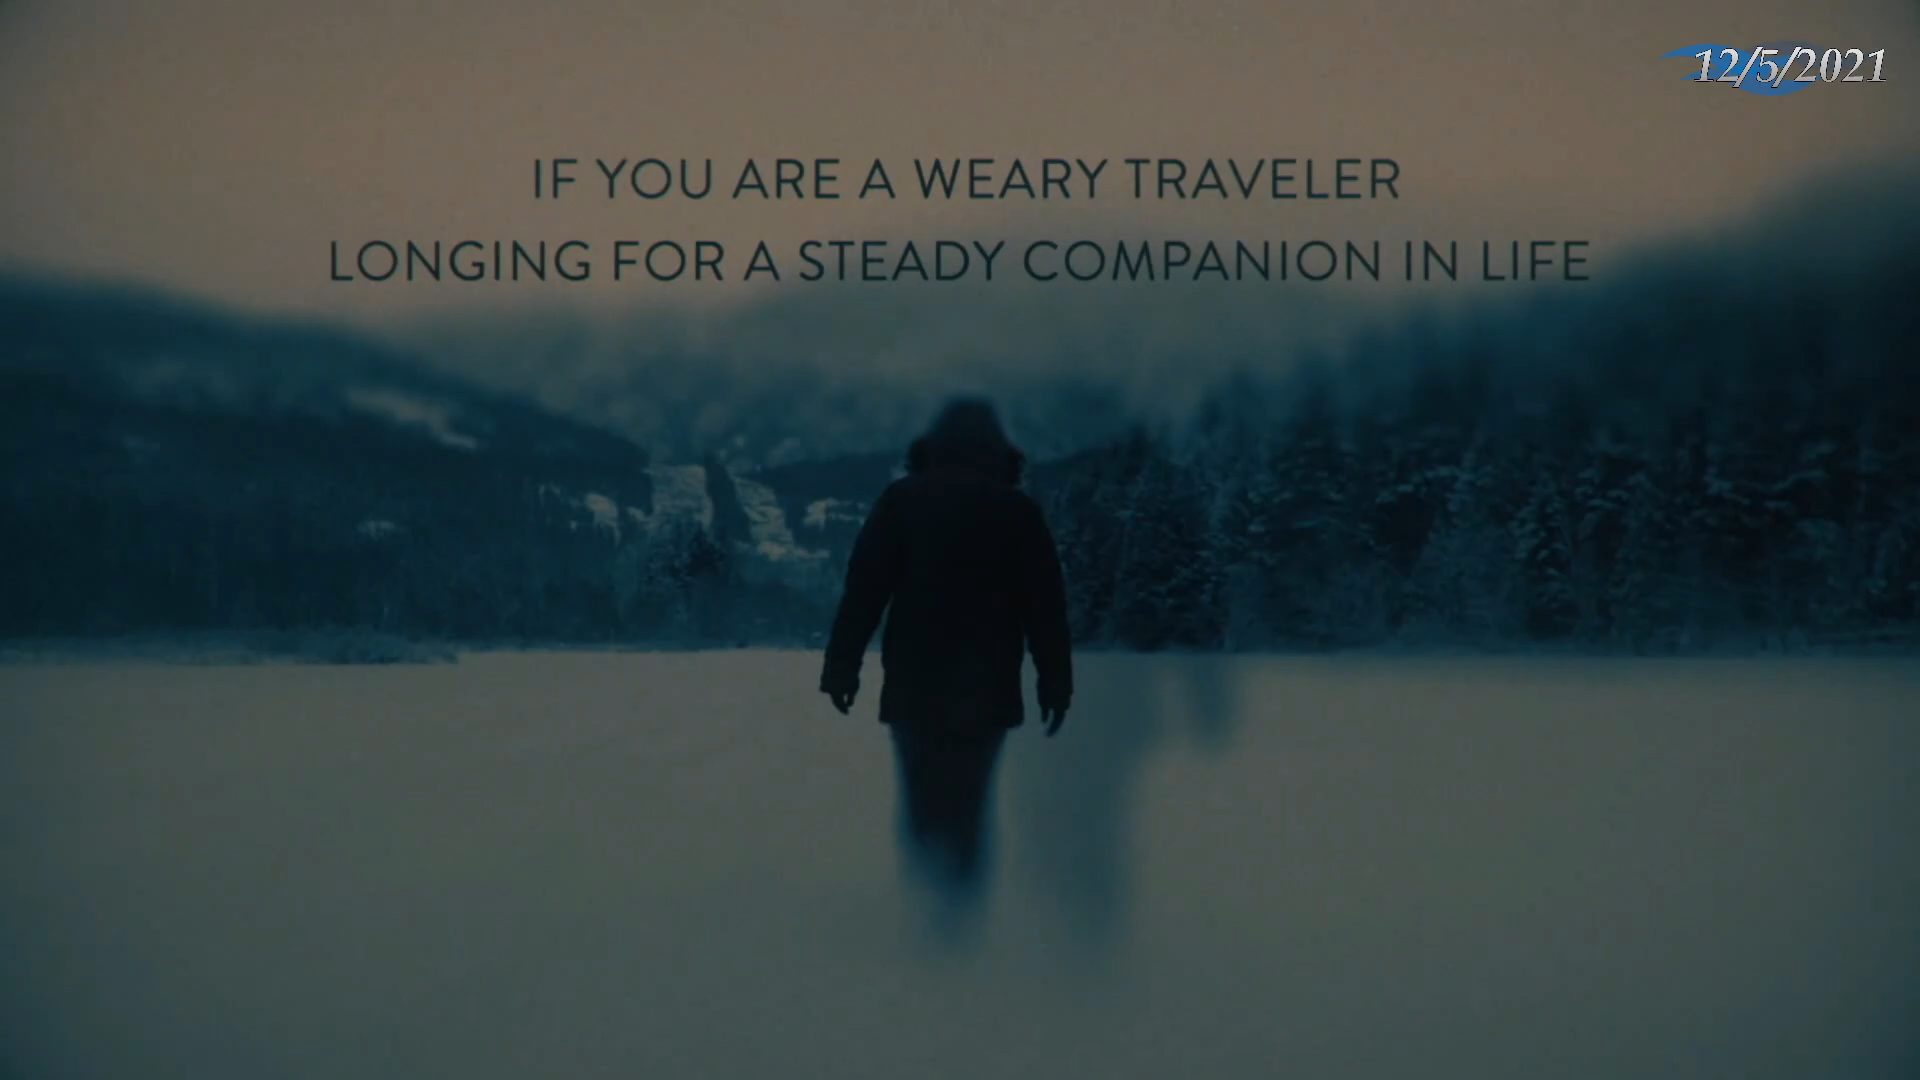 12/5/2021
IF YOU ARE A WEARY TRAVELER
LONGING FOR A STEADY COMPANION IN LIFE